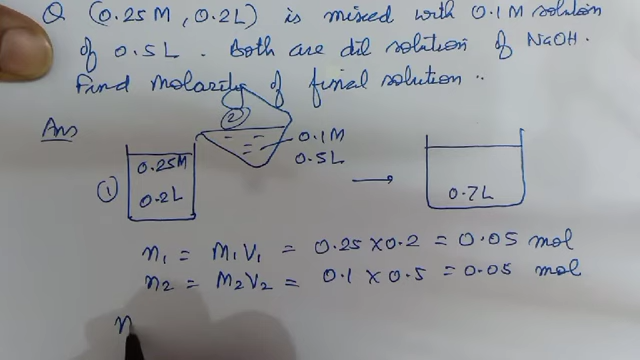 Q (0.25M, 0.2L) is mixed with 0.1M solution
of 0.5L. Both are dil solution of NaOH.
Find Molarity of final solution..
Ans
②
0.1M
0.5L
①
0.25M
0.2L
0.7L
n₁ = M₁V₁ = 0.25 × 0.2 = 0.05 mol
n₂ = M₂V₂ = 0.1 × 0.5 = 0.05 mol
n